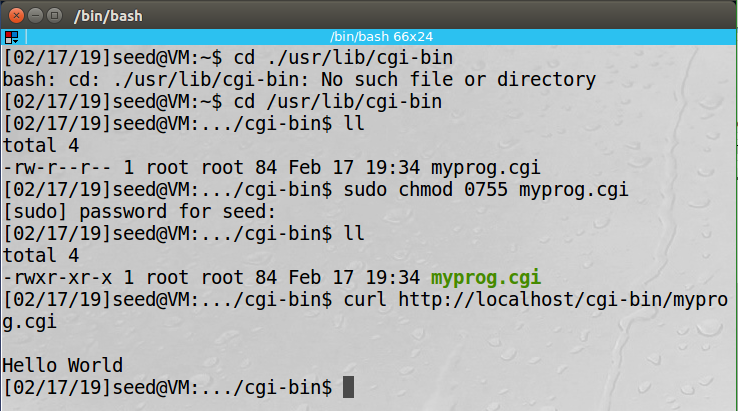 /bin/bash
/bin/bash 66x24
[02/17/19]seed@VM:~$ cd ./usr/lib/cgi-bin
bash: cd: ./usr/lib/cgi-bin: No such file or directory
[02/17/19]seed@VM:~$ cd /usr/lib/cgi-bin
[02/17/19]seed@VM:.../cgi-bin$ ll
total 4
-rw-r--r-- 1 root root 84 Feb 17 19:34 myprog.cgi
[02/17/19]seed@VM:.../cgi-bin$ sudo chmod 0755 myprog.cgi
[sudo] password for seed:
[02/17/19]seed@VM:.../cgi-bin$ ll
total 4
-rwxr-xr-x 1 root root 84 Feb 17 19:34 myprog.cgi
[02/17/19]seed@VM:.../cgi-bin$ curl http://localhost/cgi-bin/mypro
g.cgi
Hello World
[02/17/19]seed@VM:.../cgi-bin$